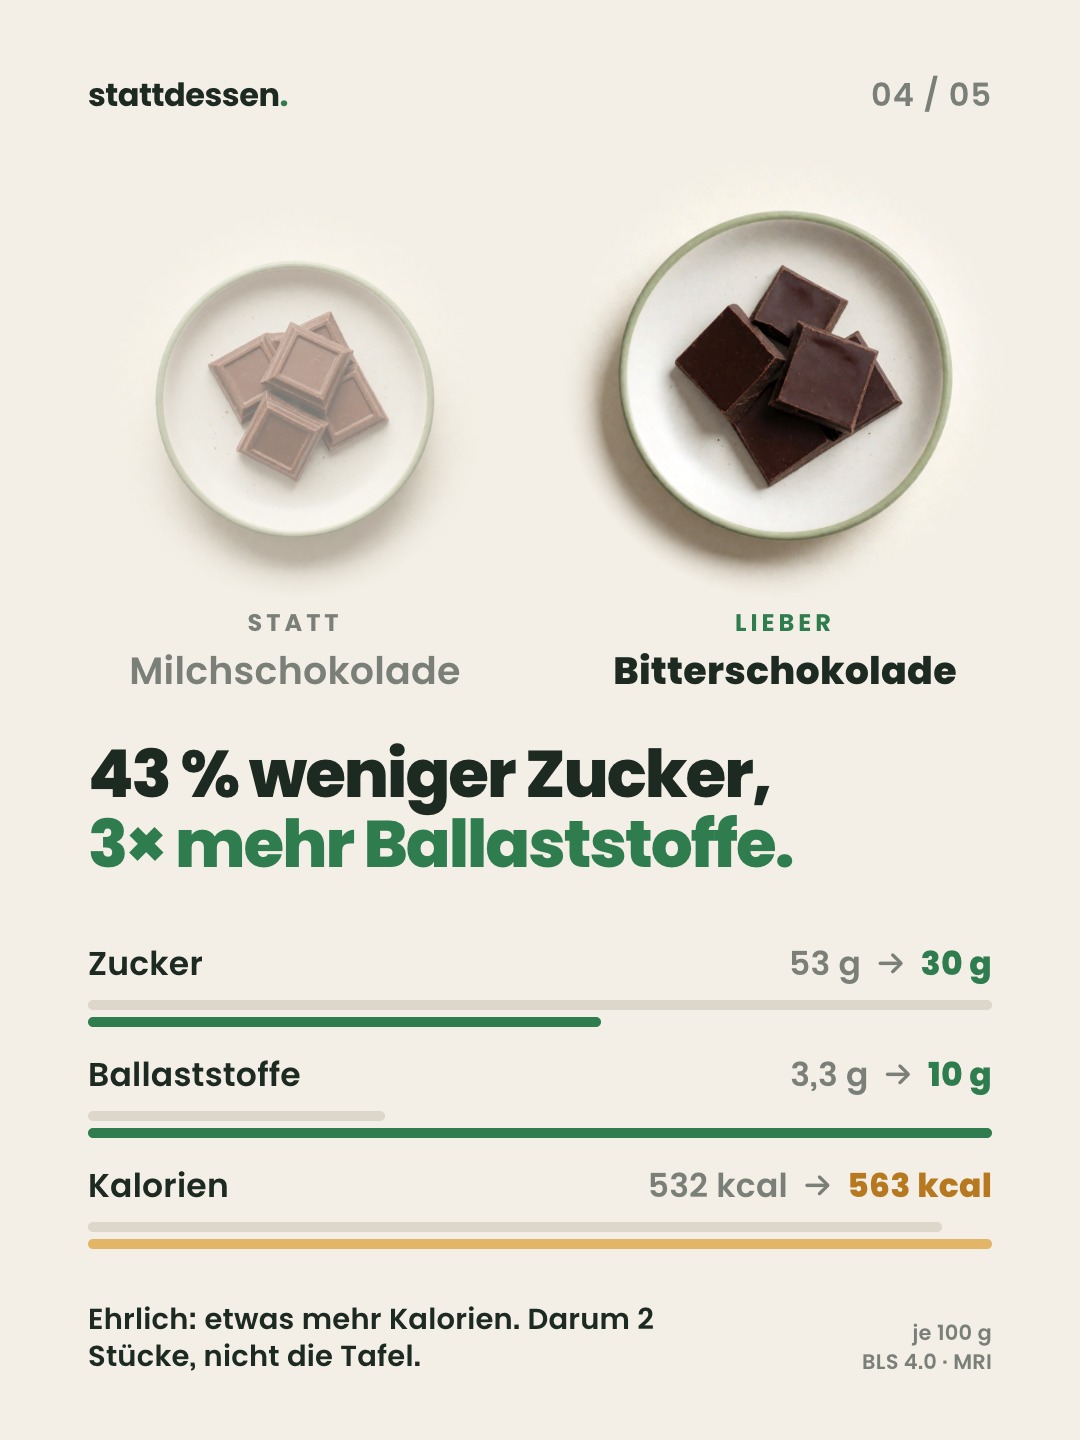 stattdessen.
04 / 05
STATT
Milchschokolade
LIEBER
Bitterschokolade
43 % weniger Zucker,
3× mehr Ballaststoffe.
Zucker
53 g → 30 g
Ballaststoffe
3,3 g → 10 g
Kalorien
532 kcal → 563 kcal
Ehrlich: etwas mehr Kalorien. Darum 2
Stücke, nicht die Tafel.
je 100 g
BLS 4.0 · MRI